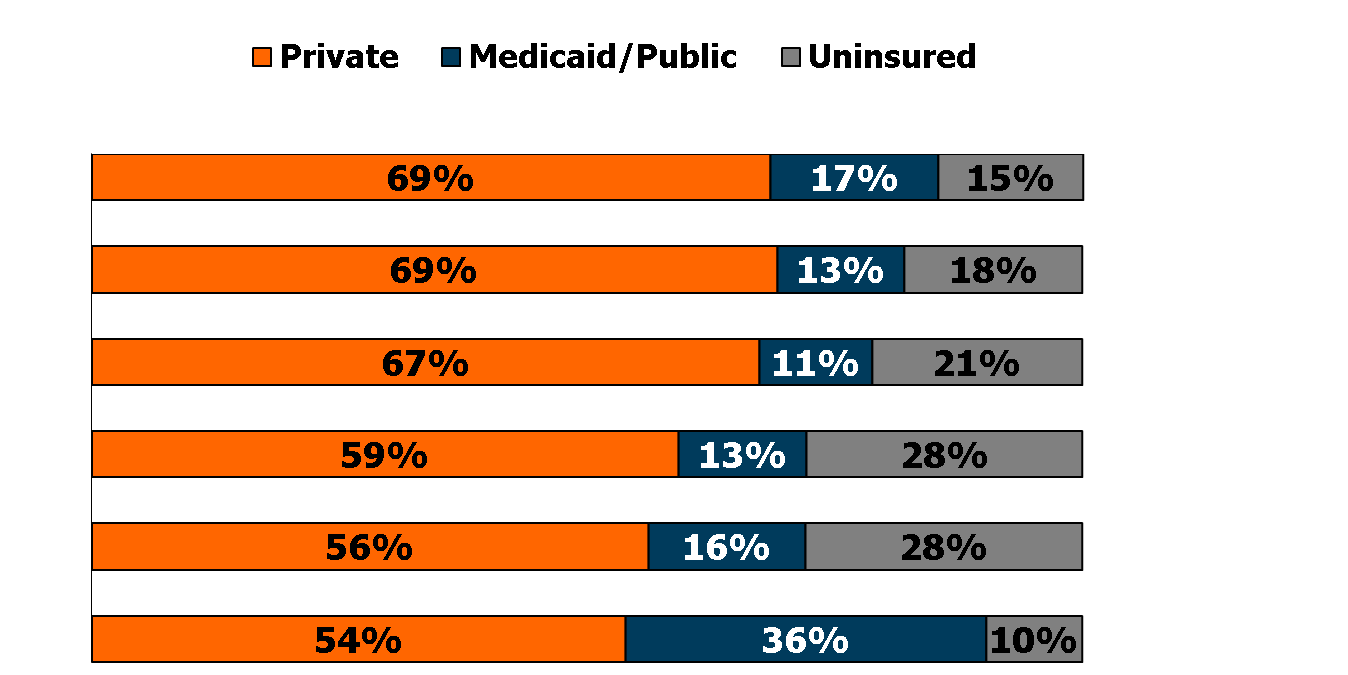 Private Medicaid/Public Uninsured
69% 17% 15%
69% 13% 18%
67% 11% 21%
59% 13% 28%
56% 16% 28%
54% 36% 10%